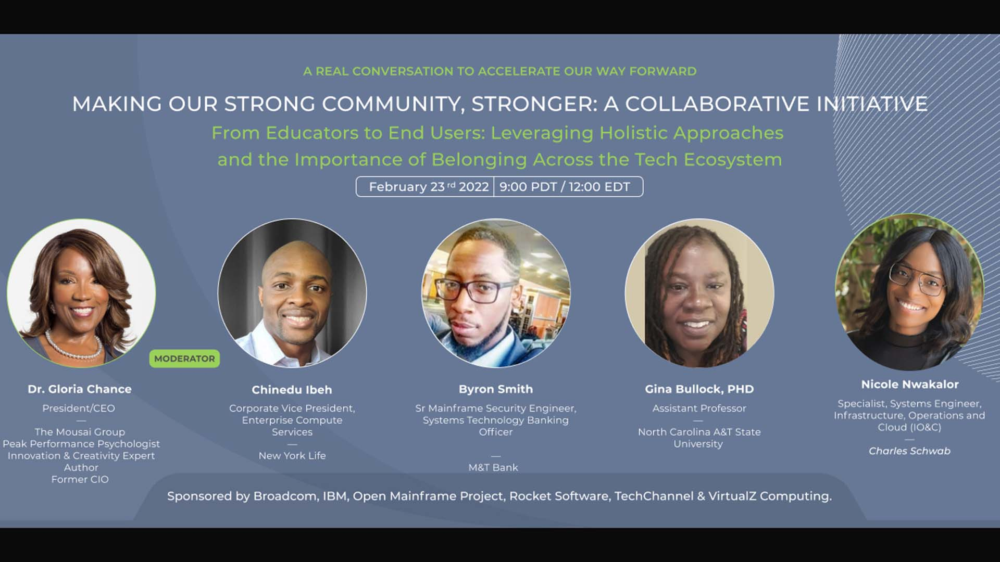 A REAL CONVERSATION TO ACCELERATE OUR WAY FORWARD
MAKING OUR STRONG COMMUNITY, STRONGER: A COLLABORATIVE INITIATIVE
From Educators to End Users: Leveraging Holistic Approaches
and the Importance of Belonging Across the Tech Ecosystem
February 23rd 2022 | 9:00 PDT / 12:00 EDT
MODERATOR
Dr. Gloria Chance
President/CEO
—
The Mousai Group
Peak Performance Psychologist
Innovation & Creativity Expert
Author
Former CIO
Chinedu Ibeh
Corporate Vice President,
Enterprise Compute
Services
—
New York Life
Byron Smith
Sr Mainframe Security Engineer,
Systems Technology Banking
Officer
—
M&T Bank
Gina Bullock, PHD
Assistant Professor
—
North Carolina A&T State
University
Nicole Nwakalor
Specialist, Systems Engineer,
Infrastructure, Operations and
Cloud (IO&C)
—
Charles Schwab
Sponsored by Broadcom, IBM, Open Mainframe Project, Rocket Software, TechChannel & VirtualZ Computing.